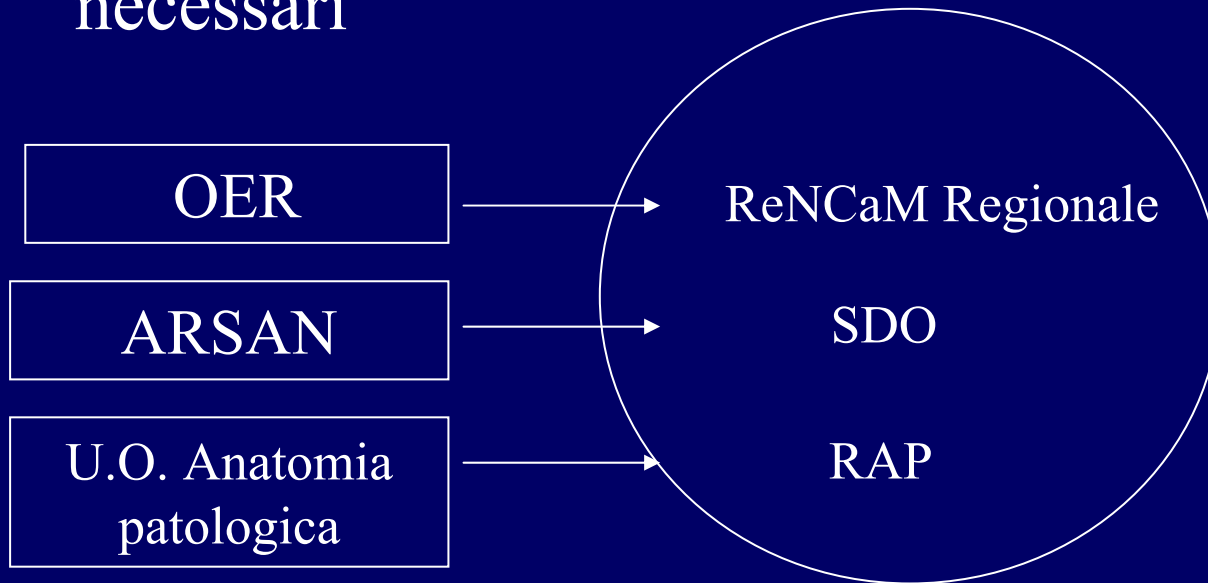 necessari
OER
ReNCaM Regionale
ARSAN
SDO
U.O. Anatomia
patologica
RAP